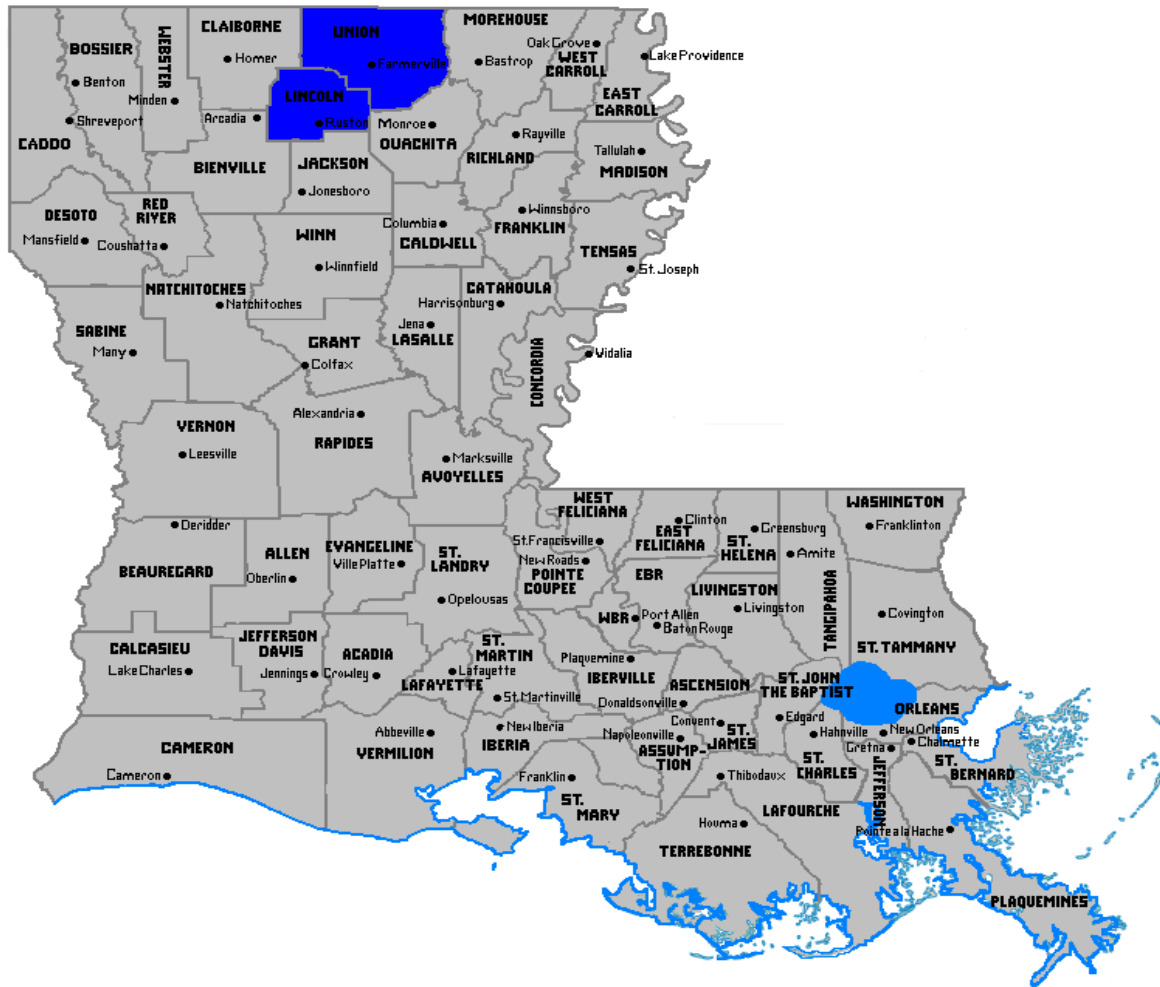 CLAIBORNE
UNION
MOREHOUSE
BOSSIER
WEBSTER
Homer
Farmerville
Bastrop
Oak Grove
WEST
CARROLL
Lake Providence
Benton
Minden
LINCOLN
EAST
CARROLL
Shreveport
Arcadia
Ruston
Monroe
OUACHITA
Rayville
RICHLAND
Tallulah
MADISON
CADDO
BIENVILLE
JACKSON
Jonesboro
DESOTO
RED
RIVER
Mansfield
Coushatta
WINN
Winnfield
Columbia
CALDWELL
Winnsboro
FRANKLIN
TENSAS
St. Joseph
NATCHITOCHES
Natchitoches
CATAHOULA
Harrisonburg
SABINE
Many
GRANT
Colfax
Jena
LASALLE
CONCORDIA
Vidalia
VERNON
Leesville
Alexandria
RAPIDES
Marksville
AVOYELLES
Deridder
BEAUREGARD
ALLEN
Oberlin
EVANGELINE
Ville Platte
ST.
LANDRY
Opelousas
WEST
FELICIANA
St. Francisville
New Roads
POINTE
COUPEE
Clinton
EAST
FELICIANA
Greensburg
ST.
HELENA
Amite
WASHINGTON
Franklinton
EBR
LIVINGSTON
Livingston
TANGIPAHOA
Covington
ST. TAMMANY
WBR
Port Allen
Baton Rouge
CALCASIEU
Lake Charles
JEFFERSON
DAVIS
Jennings
ACADIA
Crowley
LAFAYETTE
Lafayette
ST.
MARTIN
St. Martinville
Plaquemine
IBERVILLE
ASCENSION
Donaldsonville
ST. JOHN
THE BAPTIST
ORLEANS
CAMERON
Cameron
Abbeville
VERMILION
New Iberia
IBERIA
Napoleonville
ASSUMP-
TION
Convent
ST.
JAMES
Edgard
Hahnville
ST.
CHARLES
New Orleans
Gretna
Chalmette
JEFFERSON
ST.
BERNARD
Franklin
ST.
MARY
Thibodaux
LAFOURCHE
Houma
TERREBONNE
Pointe a la Hache
PLAQUEMINES